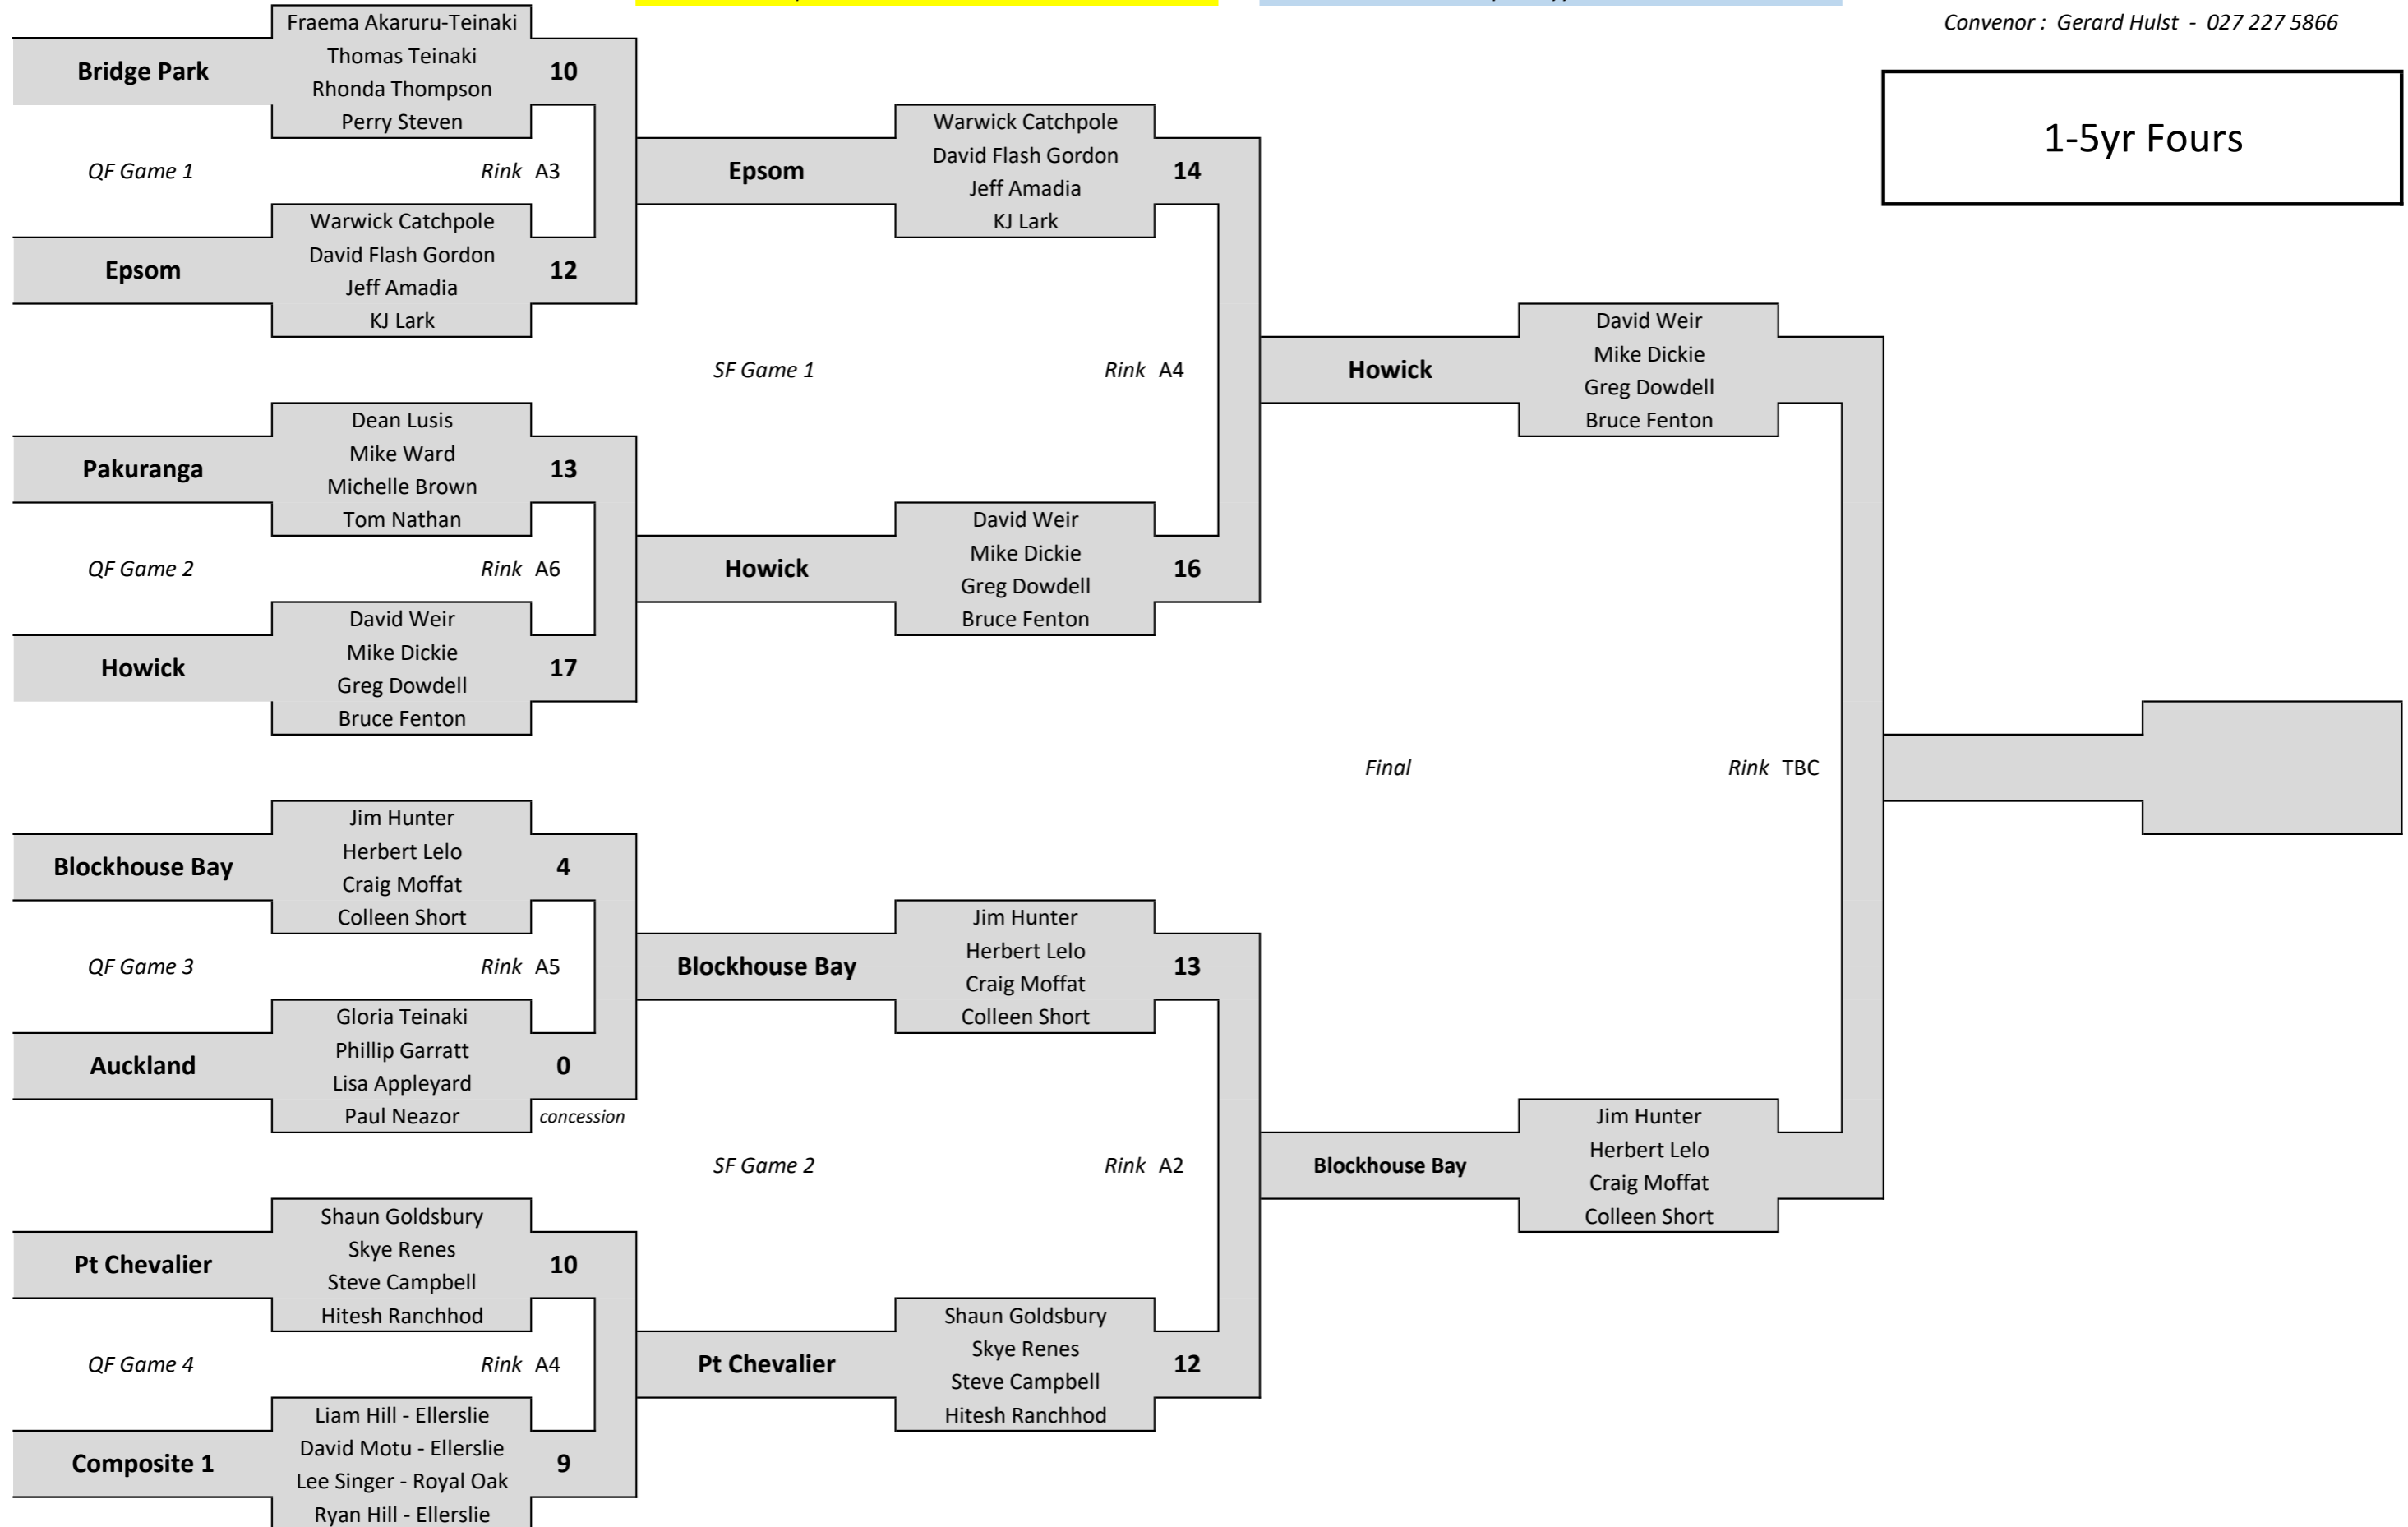 Convenor : Gerard Hulst - 027 227 5866
1-5yr Fours
Fraema Akaruru-Teinaki
Thomas Teinaki
Rhonda Thompson
Perry Steven
Bridge Park
10
QF Game 1
Rink A3
Warwick Catchpole
David Flash Gordon
Jeff Amadia
KJ Lark
Epsom
12
Dean Lusis
Mike Ward
Michelle Brown
Tom Nathan
Pakuranga
13
QF Game 2
Rink A6
David Weir
Mike Dickie
Greg Dowdell
Bruce Fenton
Howick
17
Jim Hunter
Herbert Lelo
Craig Moffat
Colleen Short
Blockhouse Bay
4
QF Game 3
Rink A5
Gloria Teinaki
Phillip Garratt
Lisa Appleyard
Paul Neazor
Auckland
0
concession
Shaun Goldsbury
Skye Renes
Steve Campbell
Hitesh Ranchhod
Pt Chevalier
10
QF Game 4
Rink A4
Liam Hill - Ellerslie
David Motu - Ellerslie
Lee Singer - Royal Oak
Ryan Hill - Ellerslie
Composite 1
9
Epsom
Warwick Catchpole
David Flash Gordon
Jeff Amadia
KJ Lark
14
SF Game 1
Rink A4
Howick
David Weir
Mike Dickie
Greg Dowdell
Bruce Fenton
16
Blockhouse Bay
Jim Hunter
Herbert Lelo
Craig Moffat
Colleen Short
13
SF Game 2
Rink A2
Pt Chevalier
Shaun Goldsbury
Skye Renes
Steve Campbell
Hitesh Ranchhod
12
Howick
David Weir
Mike Dickie
Greg Dowdell
Bruce Fenton
Final
Rink TBC
Blockhouse Bay
Jim Hunter
Herbert Lelo
Craig Moffat
Colleen Short